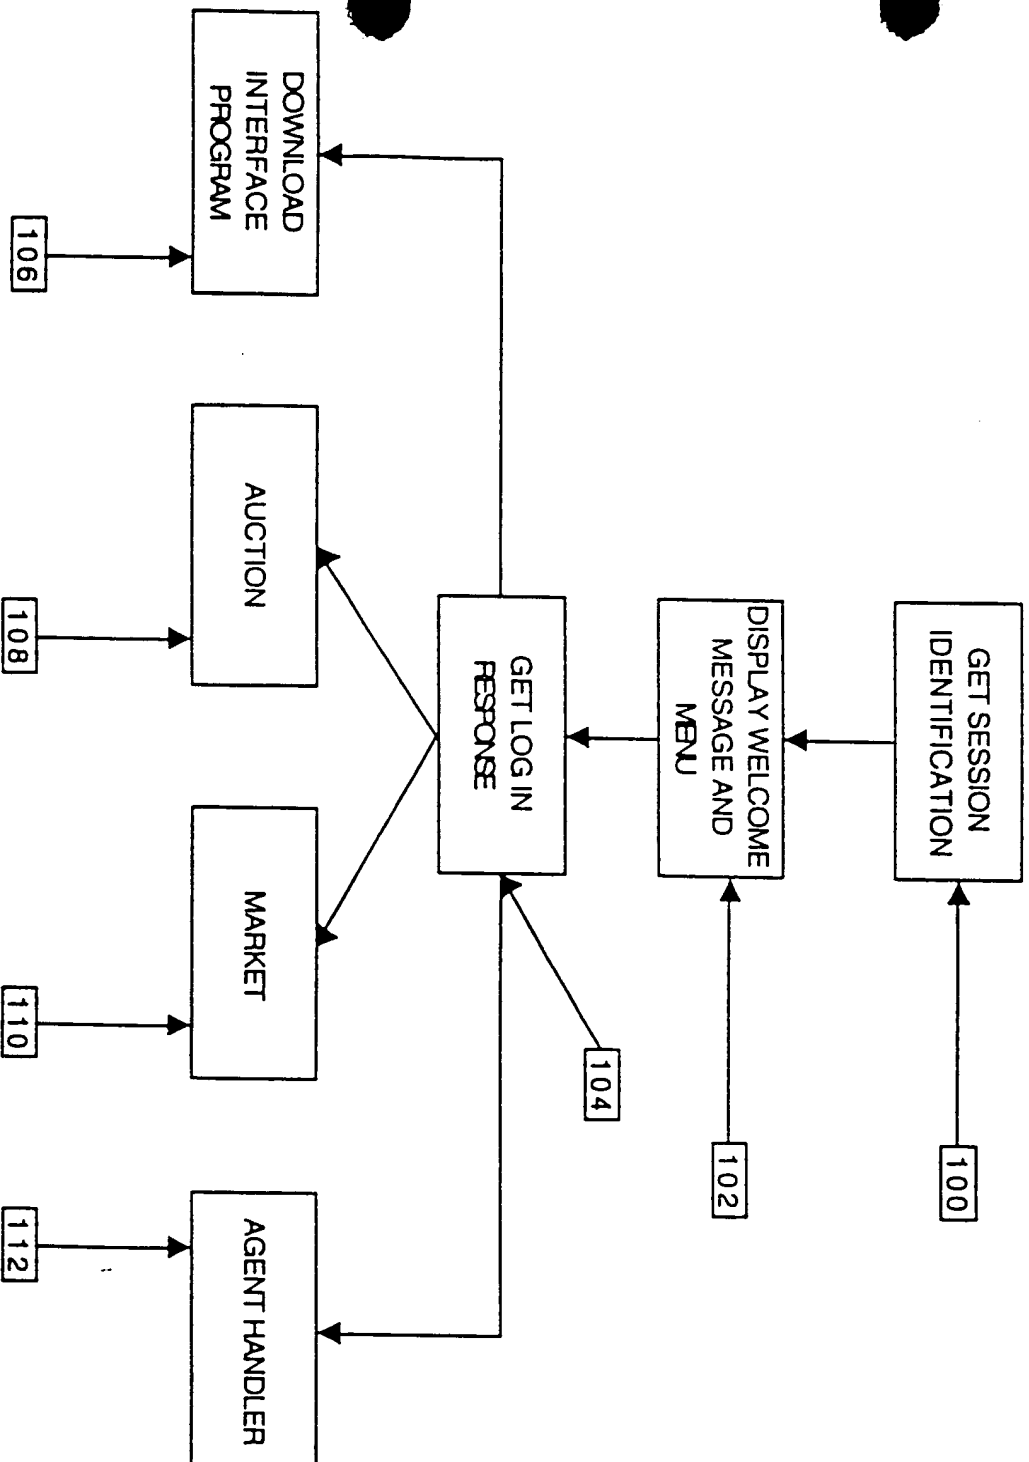 GET SESSION
IDENTIFICATION
100
DISPLAY WELCOME
MESSAGE AND
MENU
102
GET LOG IN
RESPONSE
104
DOWNLOAD
INTERFACE
PROGRAM
AUCTION
MARKET
AGENT HANDLER
106
108
110
112